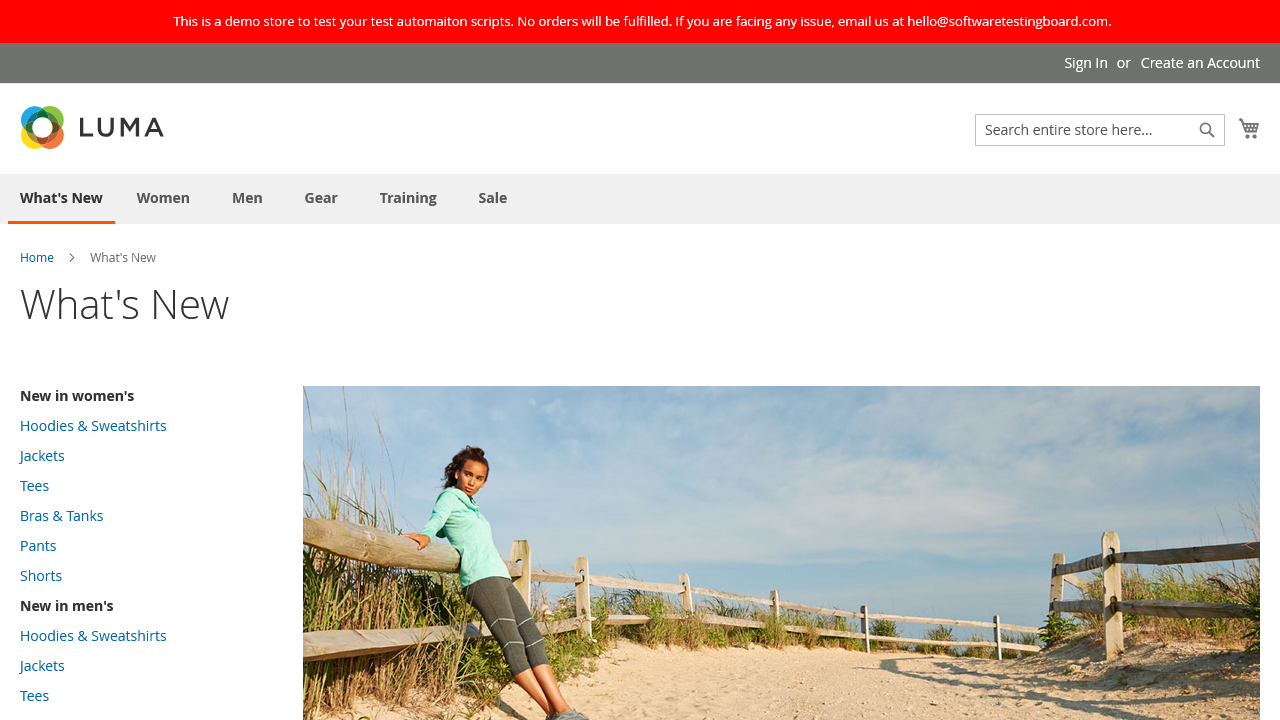 This is a demo store to test your test automaiton scripts. No orders will be fulfilled. If you are facing any issue, email us at hello@softwaretestingboard.com.
Sign In or Create an Account
LUMA
Search entire store here...
What's New Women Men Gear Training Sale
Home > What's New
What's New
New in women's
Hoodies & Sweatshirts
Jackets
Tees
Bras & Tanks
Pants
Shorts
New in men's
Hoodies & Sweatshirts
Jackets
Tees